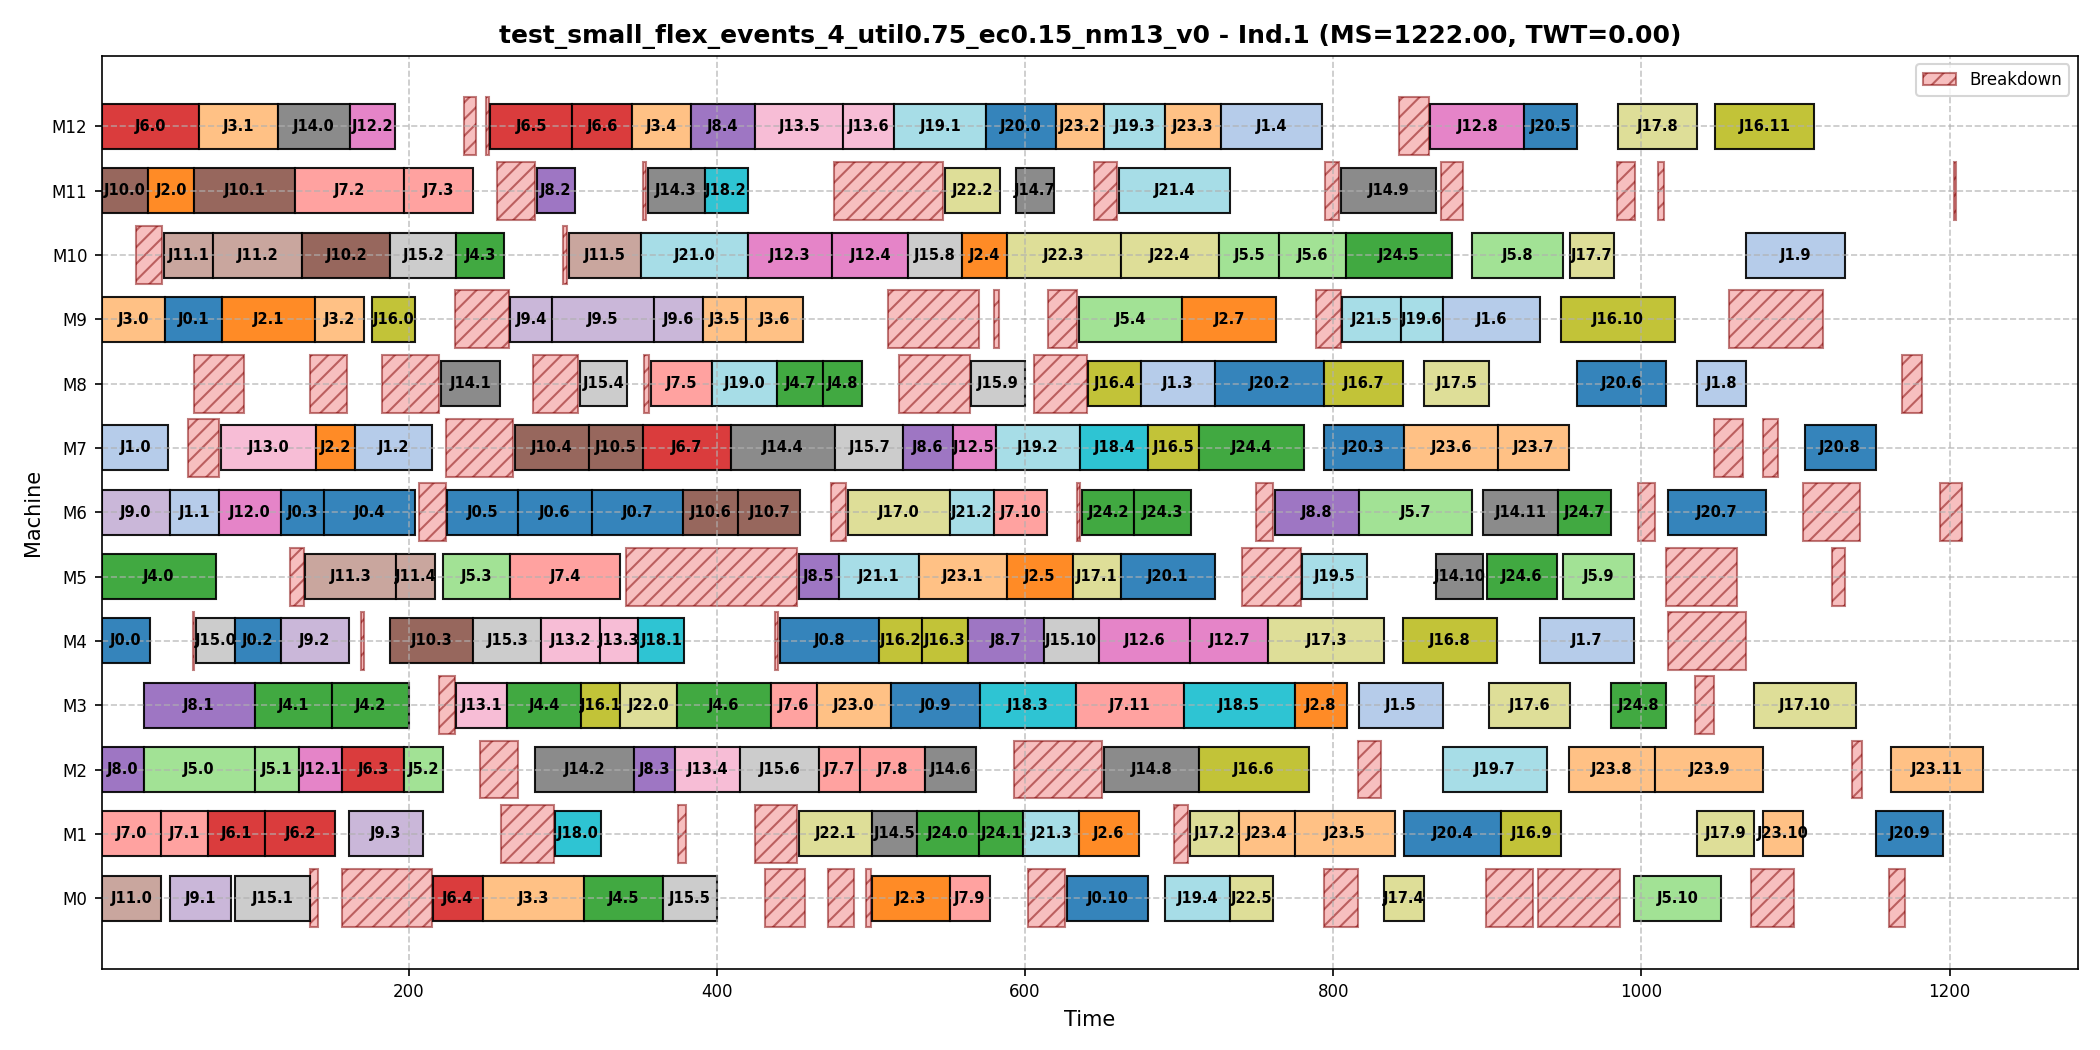 test_small_flex_events_4_util0.75_ec0.15_nm13_v0 - Ind.1 (MS=1222.00, TWT=0.00)
Breakdown
M12 J6.0 J3.1 J14.0 J12.2 J6.5 J6.6 J3.4 J8.4 J13.5 J13.6 J19.1 J20.0 J23.2 J19.3 J23.3 J1.4 J12.8 J20.5 J17.8 J16.11
M11 J10.0 J2.0 J10.1 J7.2 J7.3 J8.2 J14.3 J18.2 J22.2 J14.7 J21.4 J14.9
M10 J11.1 J11.2 J10.2 J15.2 J4.3 J11.5 J21.0 J12.3 J12.4 J15.8 J2.4 J22.3 J22.4 J5.5 J5.6 J24.5 J5.8 J17.7 J1.9
M9 J3.0 J0.1 J2.1 J3.2 J16.0 J9.4 J9.5 J9.6 J3.5 J3.6 J5.4 J2.7 J21.5 J19.6 J1.6 J16.10
M8 J14.1 J15.4 J7.5 J19.0 J4.7 J4.8 J15.9 J16.4 J1.3 J20.2 J16.7 J17.5 J20.6 J1.8
M7 J1.0 J13.0 J2.2 J1.2 J10.4 J10.5 J6.7 J14.4 J15.7 J8.6 J12.5 J19.2 J18.4 J16.5 J24.4 J20.3 J23.6 J23.7 J20.8
M6 J9.0 J1.1 J12.0 J0.3 J0.4 J0.5 J0.6 J0.7 J10.6 J10.7 J17.0 J21.2 J7.10 J24.2 J24.3 J8.8 J5.7 J14.11 J24.7 J20.7
M5 J4.0 J11.3 J11.4 J5.3 J7.4 J8.5 J21.1 J23.1 J2.5 J17.1 J20.1 J19.5 J14.10 J24.6 J5.9
M4 J0.0 J15.0 J0.2 J9.2 J10.3 J15.3 J13.2 J13.3 J18.1 J0.8 J16.2 J16.3 J8.7 J15.10 J12.6 J12.7 J17.3 J16.8 J1.7
M3 J8.1 J4.1 J4.2 J13.1 J4.4 J16.1 J22.0 J4.6 J7.6 J23.0 J0.9 J18.3 J7.11 J18.5 J2.8 J1.5 J17.6 J24.8 J17.10
M2 J8.0 J5.0 J5.1 J12.1 J6.3 J5.2 J14.2 J8.3 J13.4 J15.6 J7.7 J7.8 J14.6 J14.8 J16.6 J19.7 J23.8 J23.9 J23.11
M1 J7.0 J7.1 J6.1 J6.2 J9.3 J18.0 J22.1 J14.5 J24.0 J24.1 J21.3 J2.6 J17.2 J23.4 J23.5 J20.4 J16.9 J17.9 J23.10 J20.9
M0 J11.0 J9.1 J15.1 J6.4 J3.3 J4.5 J15.5 J2.3 J7.9 J0.10 J19.4 J22.5 J17.4 J5.10
200 400 600 800 1000 1200
Time
Machine